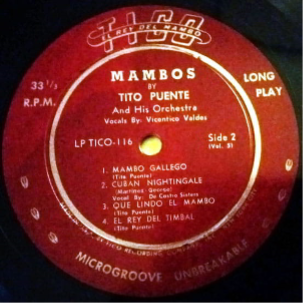 TICO
EL REY DEL MAMBO
33 1/3
R.P.M.
MAMBOS
BY
TITO PUENTE
And His Orchestra
Vocals By: Vicentico Valdes
LONG
PLAY
LP TICO-116
Side 2
(Vol. 5)
1. MAMBO GALLEGO
(Tito Puente)
2. CUBAN NIGHTINGALE
Vocal By: De Castro Sisters
3. QUE LINDO EL MAMBO
(Tito Puente)
4. EL REY DEL TIMBAL
(Tito Puente)
MICROGROOVE - UNBREAKABLE